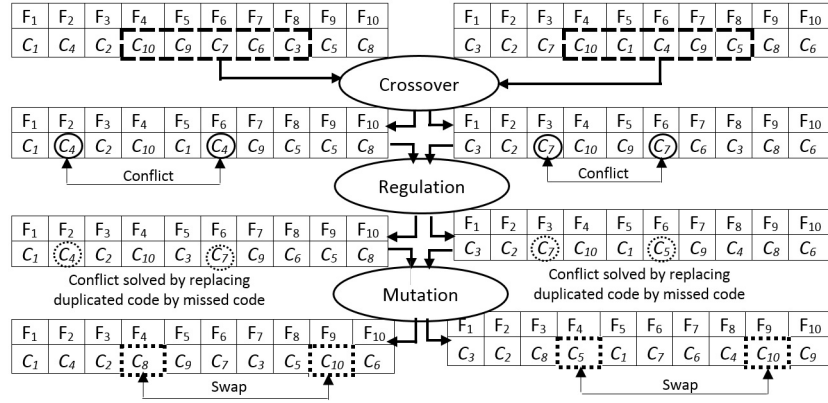 F1 F2 F3 F4 F5 F6 F7 F8 F9 F10
C1 C4 C2 C10 C9 C7 C6 C3 C5 C8
F1 F2 F3 F4 F5 F6 F7 F8 F9 F10
C3 C2 C7 C10 C1 C4 C9 C5 C8 C6
Crossover
F1 F2 F3 F4 F5 F6 F7 F8 F9 F10
C1 C4 C2 C10 C1 C4 C9 C5 C5 C8
Conflict
F1 F2 F3 F4 F5 F6 F7 F8 F9 F10
C3 C2 C7 C10 C9 C7 C6 C3 C8 C6
Conflict
Regulation
F1 F2 F3 F4 F5 F6 F7 F8 F9 F10
C1 C4 C2 C10 C3 C7 C9 C6 C5 C8
Conflict solved by replacing
duplicated code by missed code
F1 F2 F3 F4 F5 F6 F7 F8 F9 F10
C3 C2 C7 C10 C1 C5 C9 C4 C8 C6
Conflict solved by replacing
duplicated code by missed code
Mutation
F1 F2 F3 F4 F5 F6 F7 F8 F9 F10
C1 C4 C2 C8 C9 C7 C3 C5 C10 C6
Swap
F1 F2 F3 F4 F5 F6 F7 F8 F9 F10
C3 C2 C8 C5 C1 C7 C6 C4 C10 C9
Swap